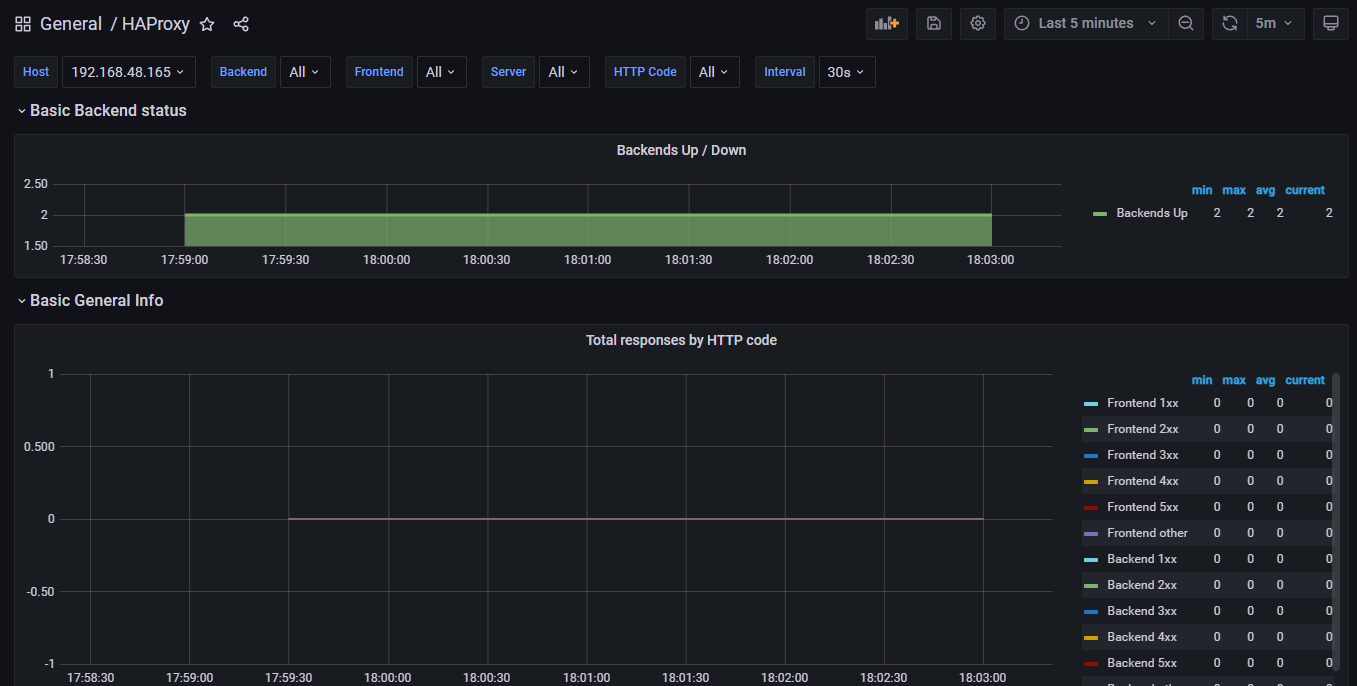 General / HAProxy
Last 5 minutes
5m
Host 192.168.48.165 Backend All Frontend All Server All HTTP Code All Interval 30s
Basic Backend status
Backends Up / Down
2.50
2
1.50
17:58:30 17:59:00 17:59:30 18:00:00 18:00:30 18:01:00 18:01:30 18:02:00 18:02:30 18:03:00
min max avg current
Backends Up 2 2 2 2
Basic General Info
Total responses by HTTP code
1
0.500
0
-0.50
-1
17:58:30 17:59:00 17:59:30 18:00:00 18:00:30 18:01:00 18:01:30 18:02:00 18:02:30 18:03:00
min max avg current
Frontend 1xx 0 0 0 0
Frontend 2xx 0 0 0 0
Frontend 3xx 0 0 0 0
Frontend 4xx 0 0 0 0
Frontend 5xx 0 0 0 0
Frontend other 0 0 0 0
Backend 1xx 0 0 0 0
Backend 2xx 0 0 0 0
Backend 3xx 0 0 0 0
Backend 4xx 0 0 0 0
Backend 5xx 0 0 0 0